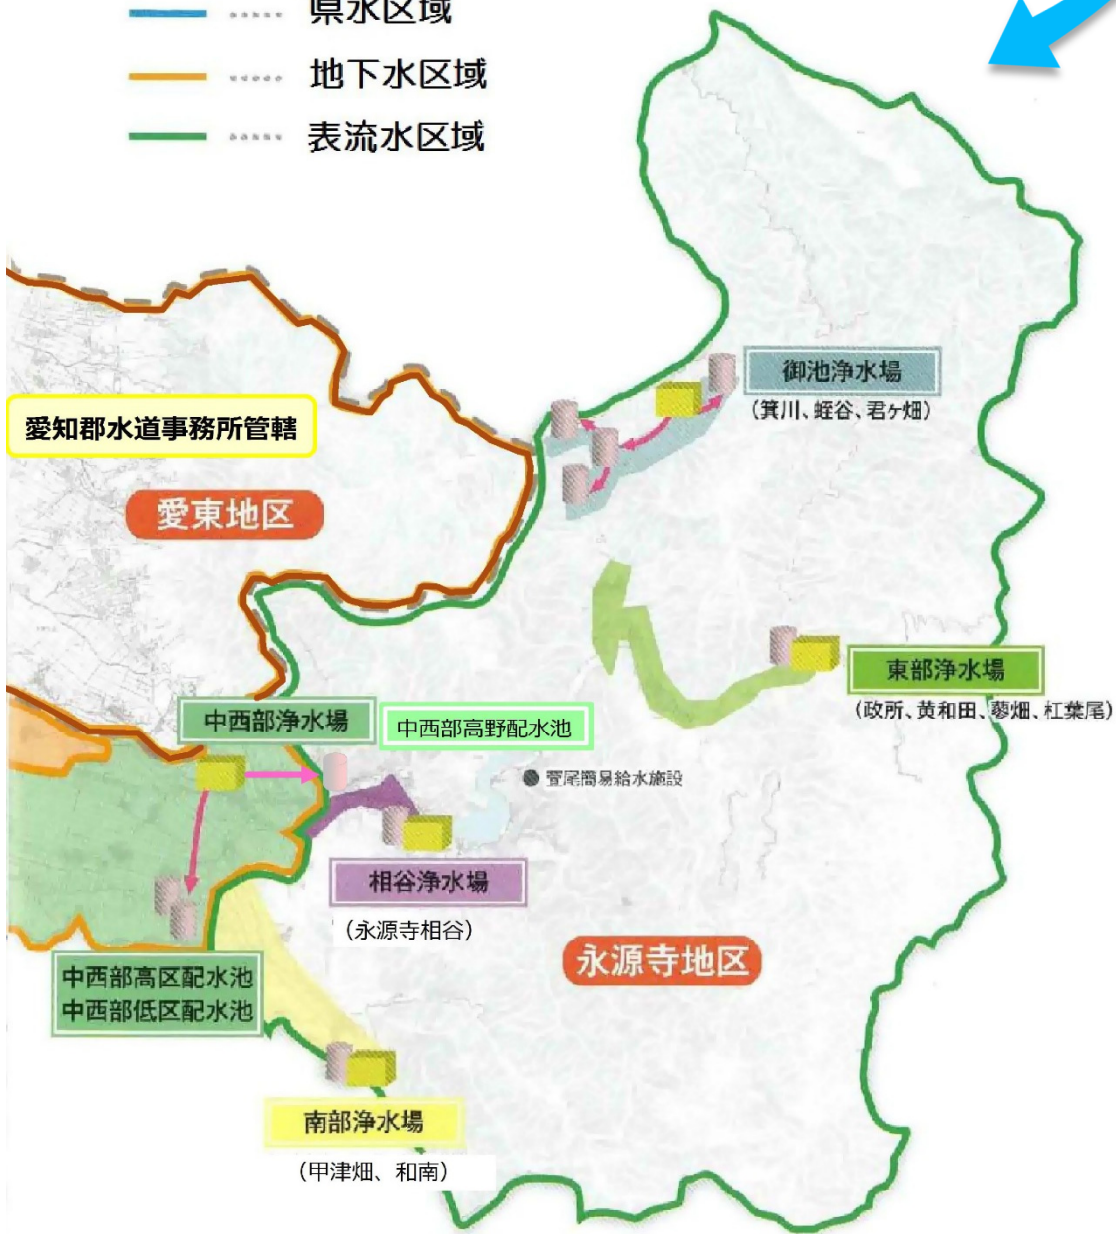 県水区域
地下水区域
表流水区域
御池浄水場
(箕川、蛭谷、君ケ畑)
愛知郡水道事務所管轄
愛東地区
東部浄水場
(政所、黄和田、蓼畑、杠葉尾)
中西部浄水場
中西部高野配水池
萱尾簡易給水施設
相谷浄水場
(永源寺相谷)
永源寺地区
中西部高区配水池
中西部低区配水池
南部浄水場
(甲津畑、和南)